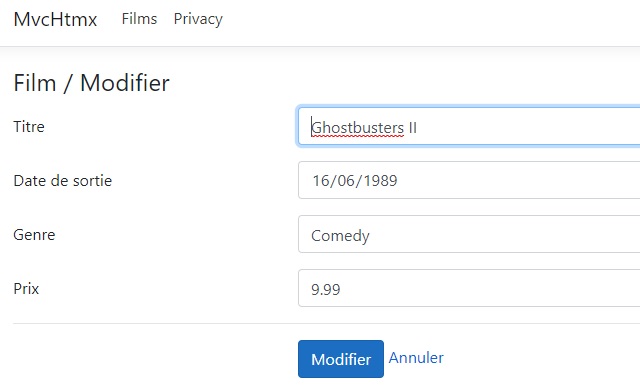 MvcHtmx Films Privacy
Film / Modifier
Titre Ghostbusters II
Date de sortie 16/06/1989
Genre Comedy
Prix 9.99
Modifier Annuler